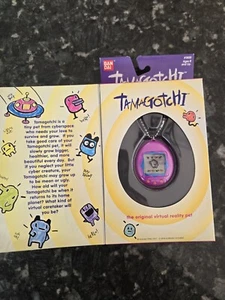 BAN
DAI
TAMAGOTCHI
TAMAGOTCHI
Tamagotchi is a
tiny pet from cyberspace
who needs your love to
survive and grow. If you
take good care of your
Tamagotchi pet, it will
slowly grow bigger,
healthier, and more
beautiful every day. But
if you neglect your little
cyber creature, your
Tamagotchi may grow up
to be mean or ugly.
How old will your
Tamagotchi be when it
returns to its home
planet? What kind of
virtual caretaker will
you be?
the original virtual reality pet